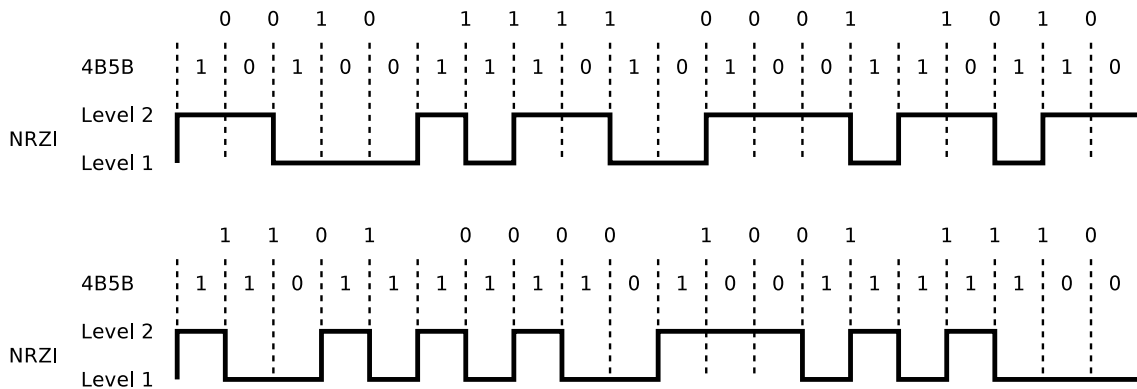 0 0 1 0 1 1 1 1 0 0 0 1 1 0 1 0
4B5B 1 0 1 0 0 1 1 1 0 1 0 1 0 0 1 1 0 1 1 0
Level 2
NRZI
Level 1
1 1 0 1 0 0 0 0 1 0 0 1 1 1 1 0
4B5B 1 1 0 1 1 1 1 1 1 0 1 0 0 1 1 1 1 1 0 0
Level 2
NRZI
Level 1